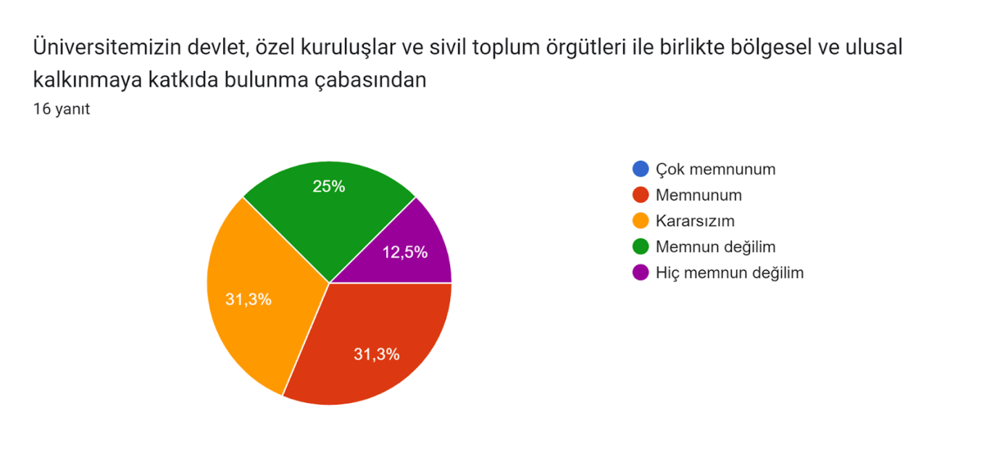 Üniversitemizin devlet, özel kuruluşlar ve sivil toplum örgütleri ile birlikte bölgesel ve ulusal
kalkınmaya katkıda bulunma çabasından
16 yanıt
25%
12,5%
31,3%
31,3%
Çok memnunum
Memnunum
Kararsızım
Memnun değilim
Hiç memnun değilim